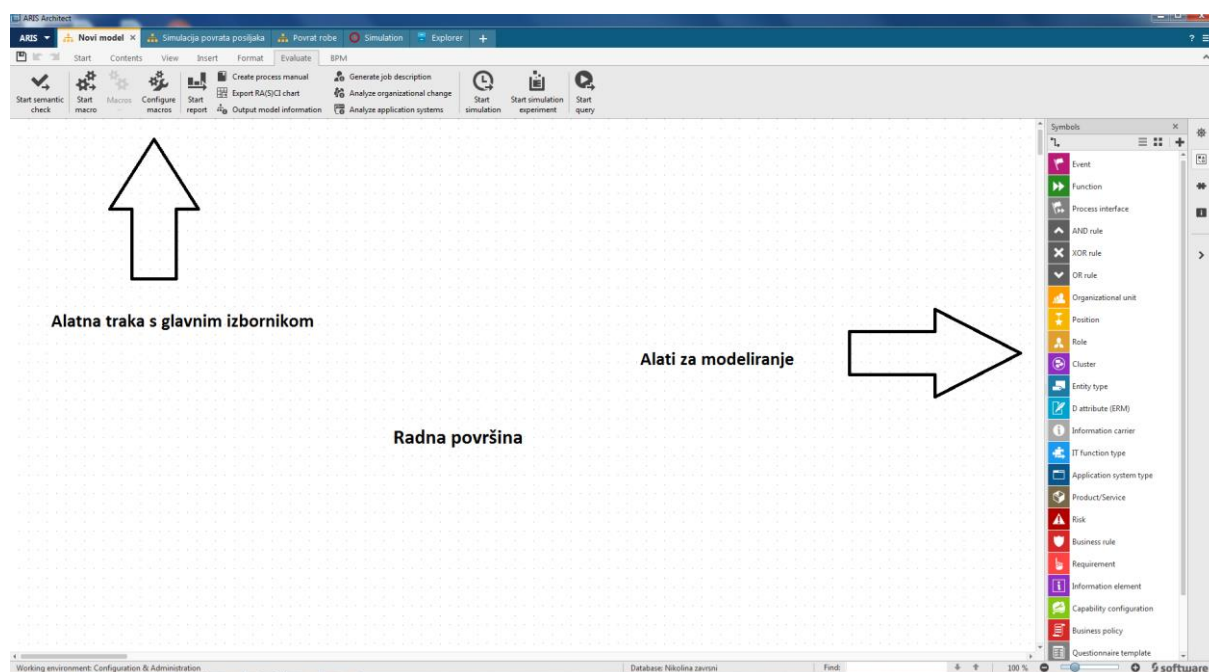 ARIS Architect
ARIS Novi model × Simulacija povrata posiljaka Povrat robe Simulation Explorer + ?
Start Contents View Insert Format Evaluate BPM
Start semantic check
Start macro
Macros
Configure macros
Start report
Create process manual
Export RA(S)CI chart
Output model information
Generate job description
Analyze organizational chart
Analyze application systems
Start simulation
Start simulation experiment
Start query
Alatna traka s glavnim izbornikom
Alati za modeliranje
Radna površina
Symbols ×
Event
Function
Process interface
AND rule
XOR rule
OR rule
Organizational unit
Position
Role
Cluster
Entity type
D attribute (ERM)
Information carrier
IT function type
Application system type
Product/Service
Risk
Business rule
Requirement
Information element
Capability configuration
Business policy
Questionnaire template
Working environment: Configuration & Administration Database: Nikolina zavrsni Find: 100 % software